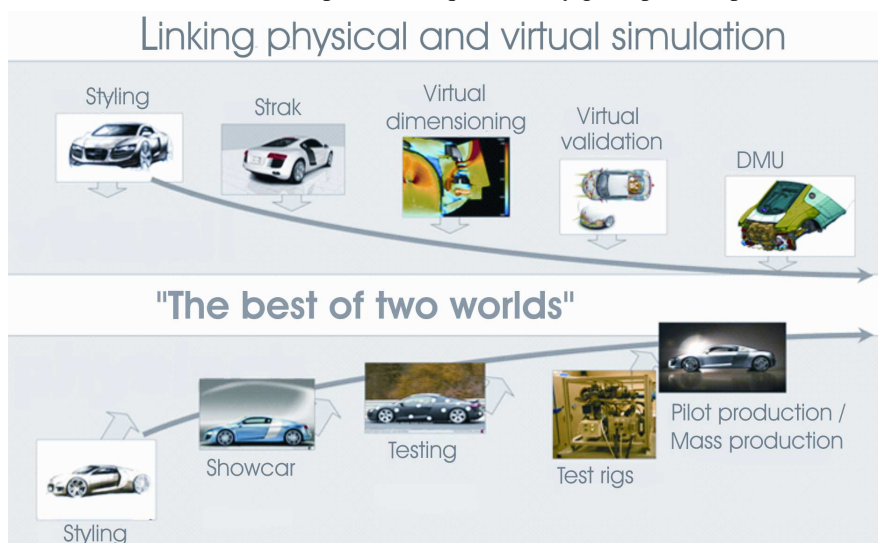 Linking physical and virtual simulation
Styling
Strak
Virtual
dimensioning
Virtual
validation
DMU
"The best of two worlds"
Pilot production /
Mass production
Testing
Showcar
Test rigs
Styling